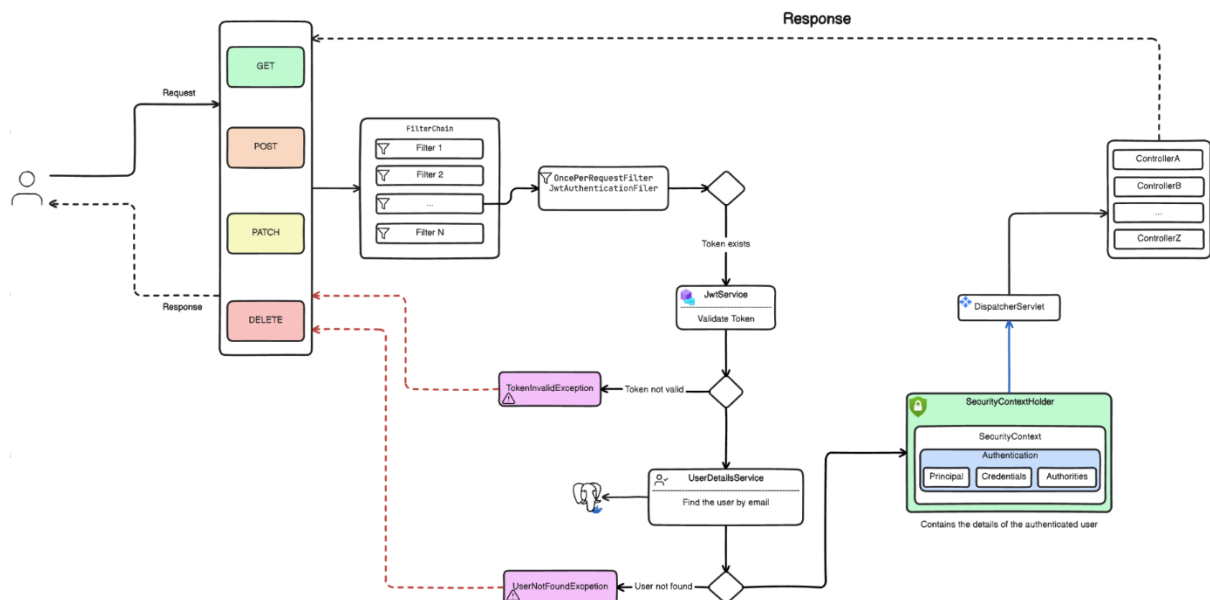 Response
GET
Request
FilterChain
Filter 1
POST
ControllerA
Filter 2
OncePerRequestFilter
JwtAuthenticationFiler
ControllerB
...
...
Filter N
PATCH
ControllerZ
Token exists
JwtService
Response
DispatcherServlet
DELETE
Validate Token
TokenInvalidException
Token not valid
SecurityContextHolder
SecurityContext
Authentication
UserDetailsService
Principal
Credentials
Authorities
Find the user by email
Contains the details of the authenticated user
UserNotFoundExcpetion
User not found